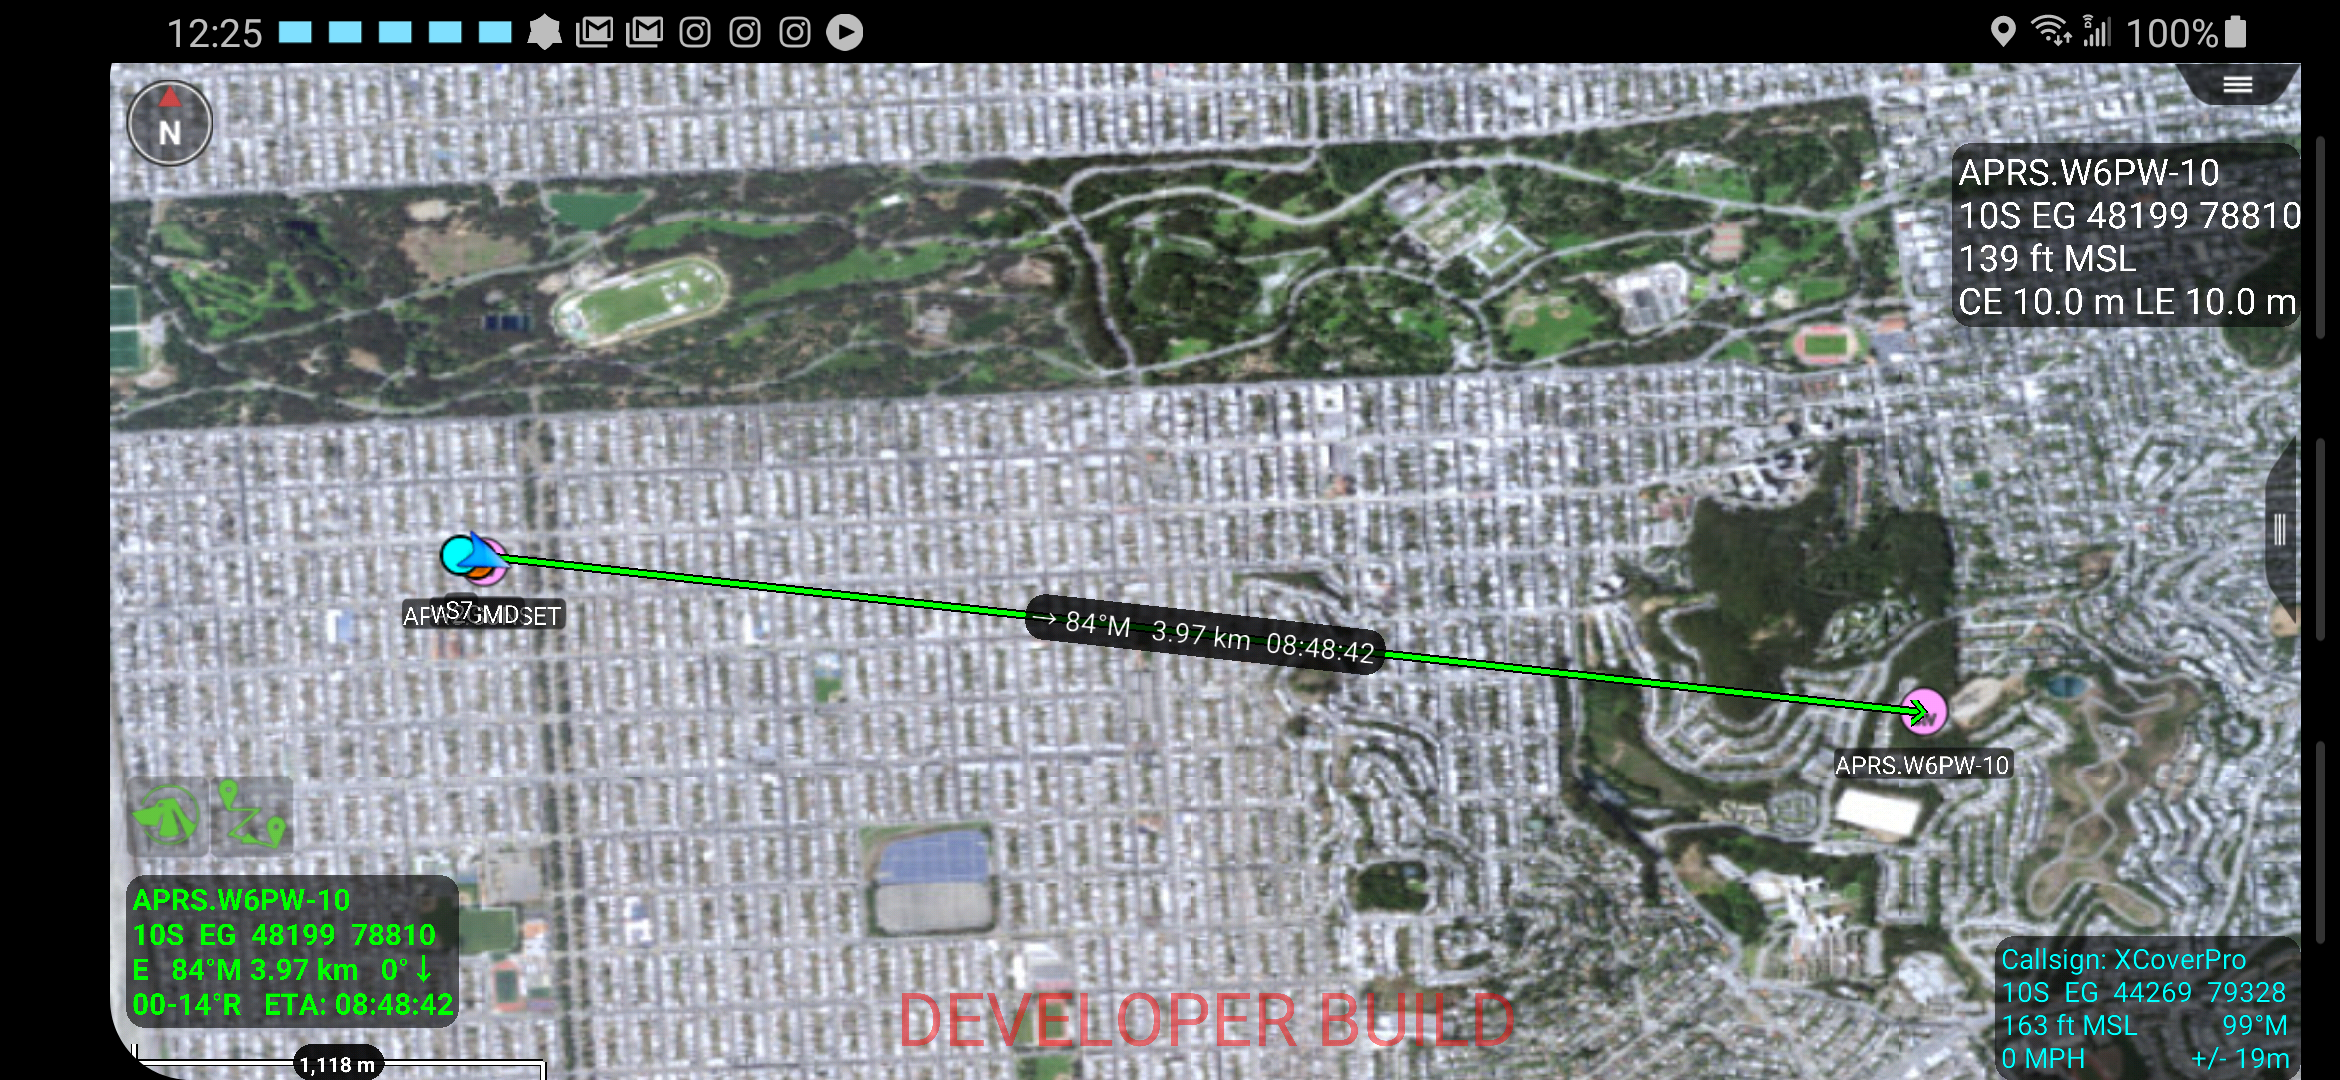 12:25
100%
N
APRS.W6PW-10
10S EG 48199 78810
139 ft MSL
CE 10.0 m LE 10.0 m
S7
→ 84°M 3.97 km 08:48:42
APRS.W6PW-10
APRS.W6PW-10
10S EG 48199 78810
E 84°M 3.97 km 0°↓
00-14°R ETA: 08:48:42
DEVELOPER BUILD
Callsign: XCoverPro
10S EG 44269 79328
163 ft MSL 99°M
0 MPH +/- 19m
1,118 m